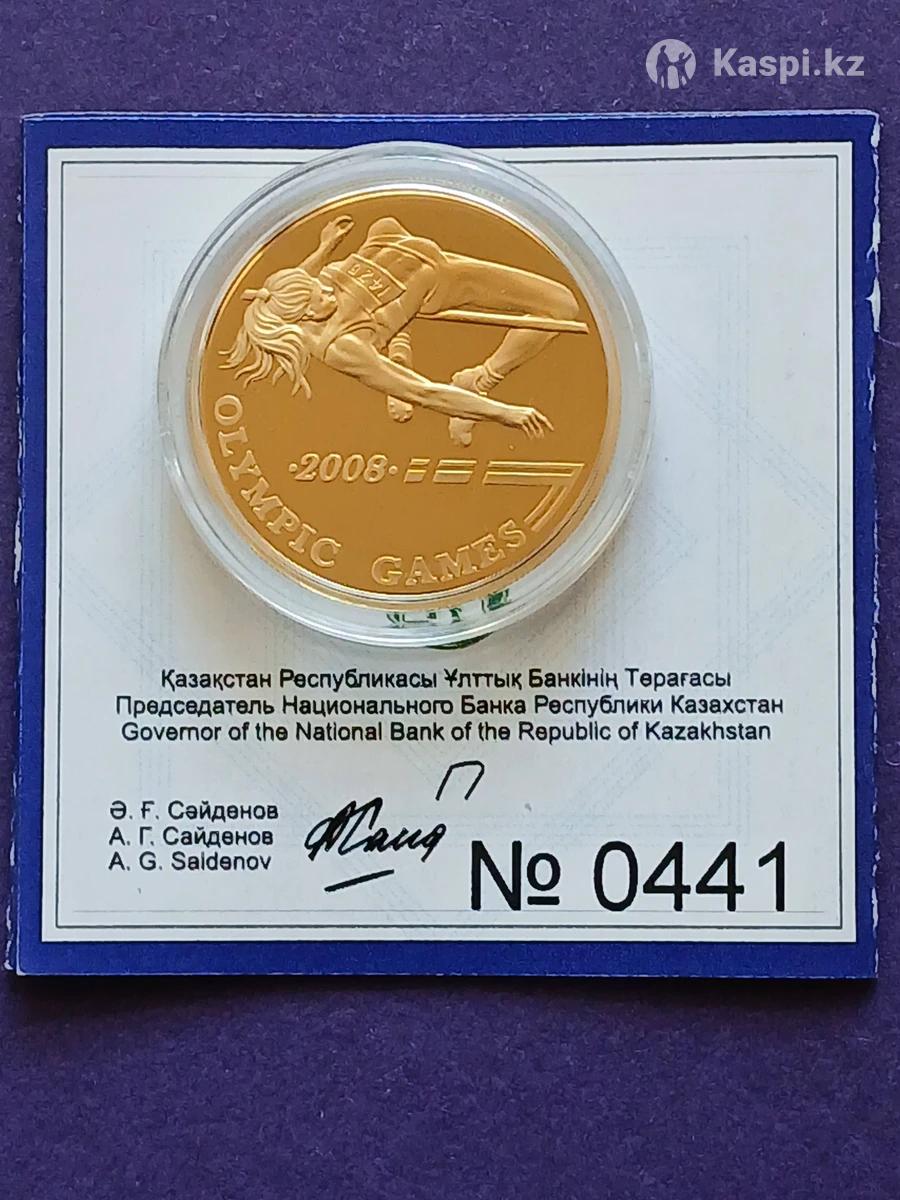 Kaspi.kz
1426
OLYMPIC GAMES
·2008·
Қазақстан Республикасы Ұлттық Банкінің Төрағасы
Председатель Национального Банка Республики Казахстан
Governor of the National Bank of the Republic of Kazakhstan
Ә. Ғ. Сәйденов
А. Г. Сайденов
A. G. Saidenov
№ 0441